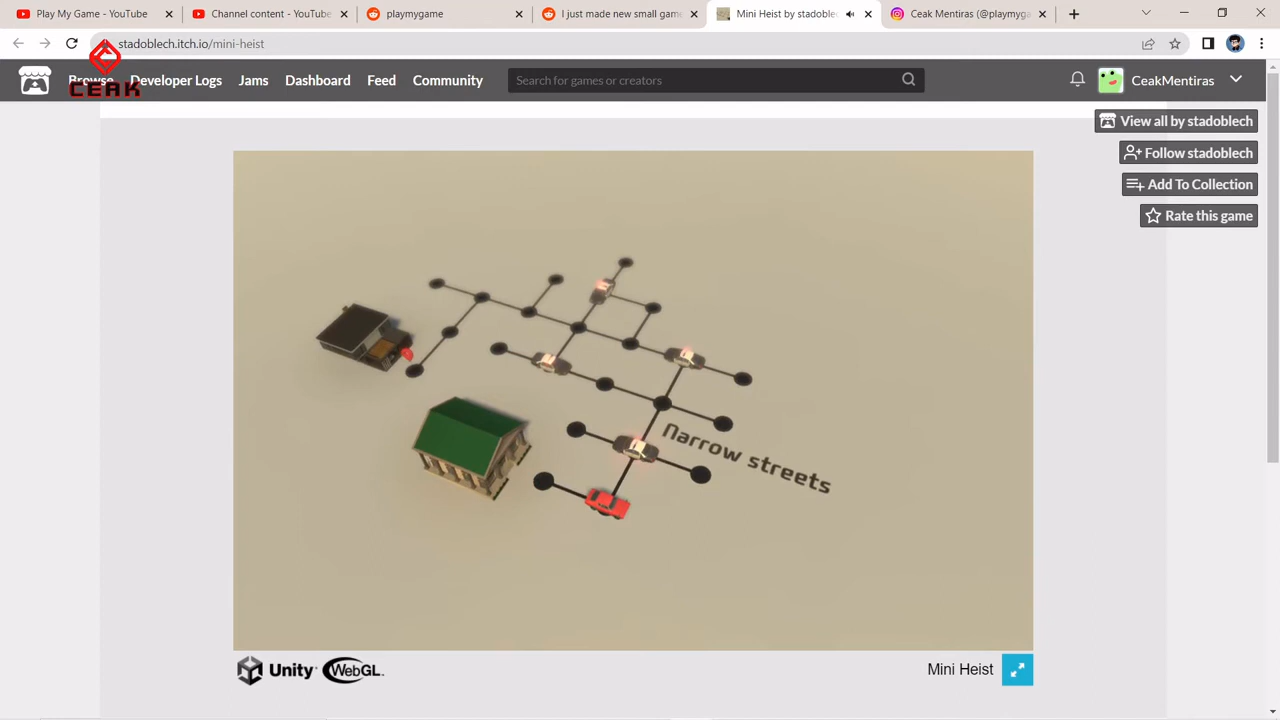 Play My Game - YouTube
Channel content - YouTube
playmygame
I just made new small gam
Mini Heist by stadoble
Ceak Mentiras (@playmyga
stadoblech.itch.io/mini-heist
CEAK
Browse Developer Logs Jams Dashboard Feed Community
Search for games or creators
CeakMentiras
View all by stadoblech
Follow stadoblech
Add To Collection
Rate this game
Narrow streets
Unity WebGL
Mini Heist